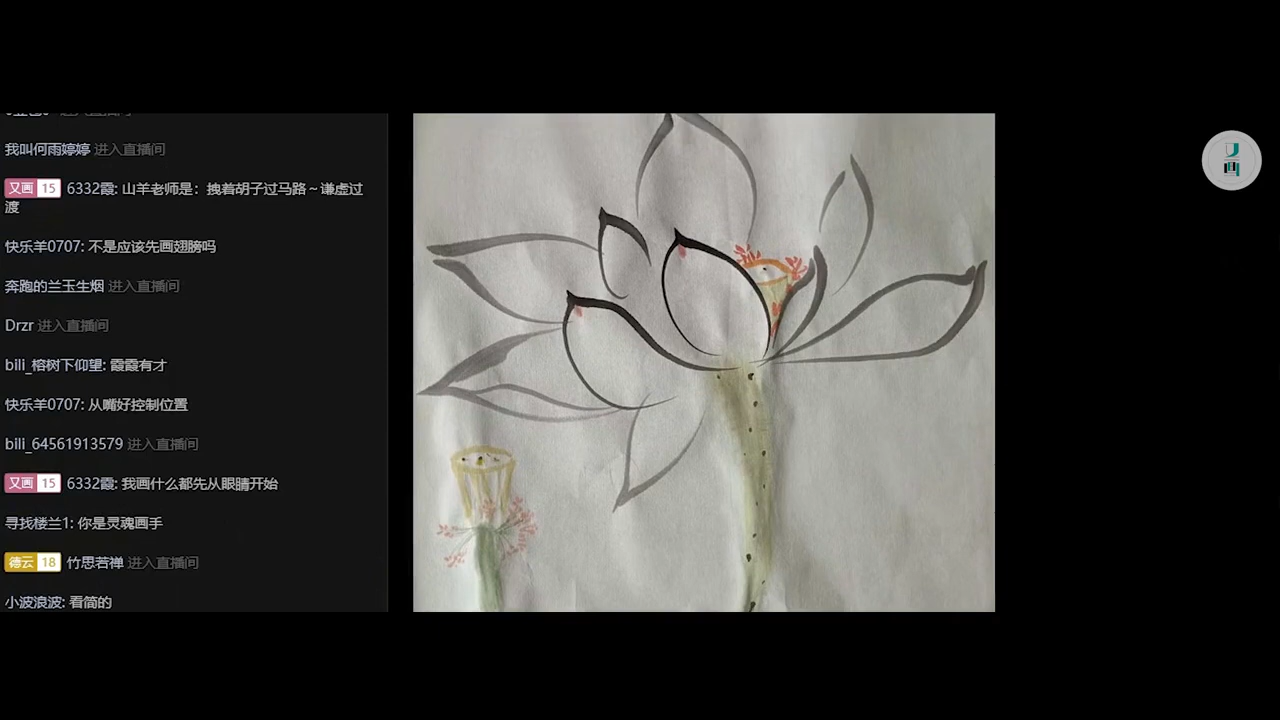 我叫何雨婷婷 进入直播间
又画 15 6332霞: 山羊老师是：拽着胡子过马路～谦虚过
渡
快乐羊0707: 不是应该先画翅膀吗
奔跑的兰玉生烟 进入直播间
Drzr 进入直播间
bili_榕树下仰望: 霞霞有才
快乐羊0707: 从嘴好控制位置
bili_64561913579 进入直播间
又画 15 6332霞: 我画什么都先从眼睛开始
寻找楼兰1: 你是灵魂画手
德云 18 竹思若禅 进入直播间
小波浪波: 看简的